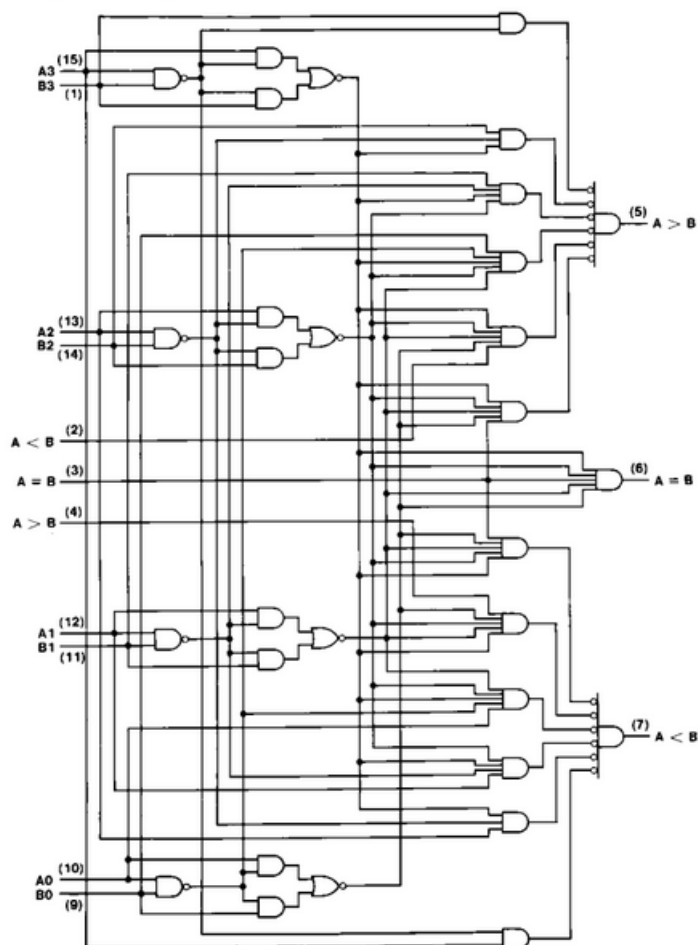 (15)
A3
B3
(1)
(5)
A > B
(13)
A2
B2
(14)
(2)
A < B
(3)
A = B
(6)
A = B
(4)
A > B
(12)
A1
B1
(11)
(7)
A < B
(10)
A0
B0
(9)